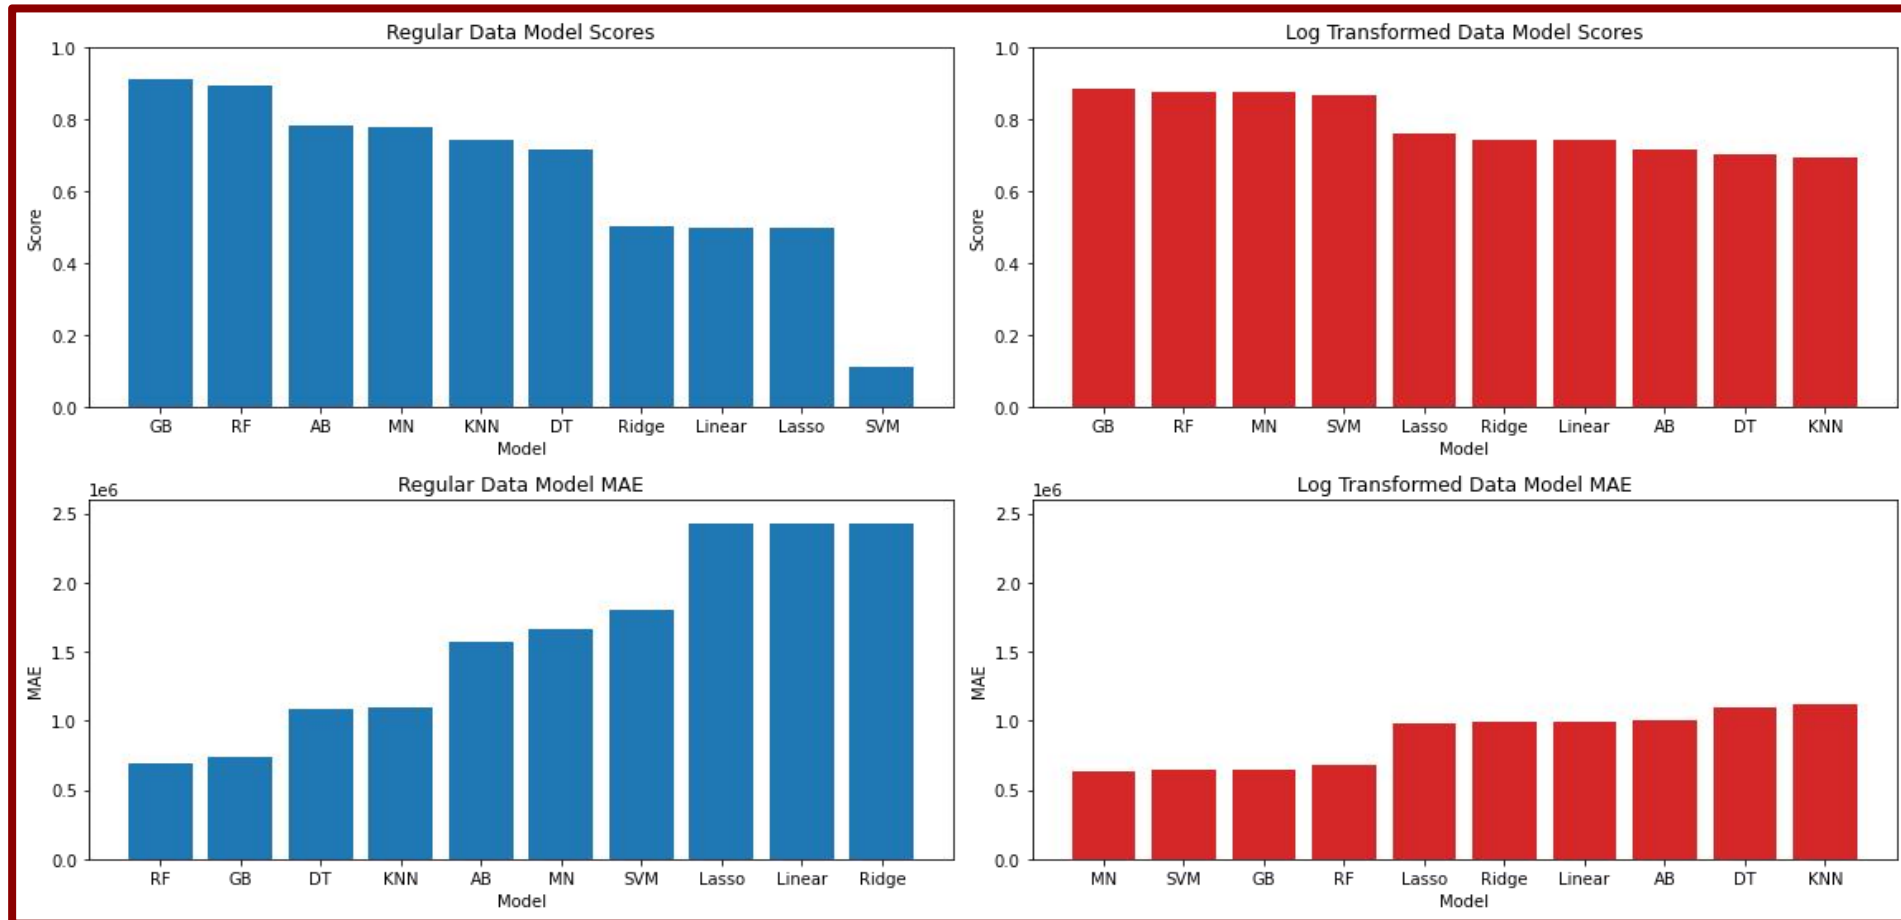 Regular Data Model Scores
1.0
0.8
0.6
0.4
0.2
0.0
Score
GB RF AB MN KNN DT Ridge Linear Lasso SVM
Model
Log Transformed Data Model Scores
1.0
0.8
0.6
0.4
0.2
0.0
Score
GB RF MN SVM Lasso Ridge Linear AB DT KNN
Model
Regular Data Model MAE
1e6
2.5
2.0
1.5
1.0
0.5
0.0
MAE
RF GB DT KNN AB MN SVM Lasso Linear Ridge
Model
Log Transformed Data Model MAE
1e6
2.5
2.0
1.5
1.0
0.5
0.0
MAE
MN SVM GB RF Lasso Ridge Linear AB DT KNN
Model